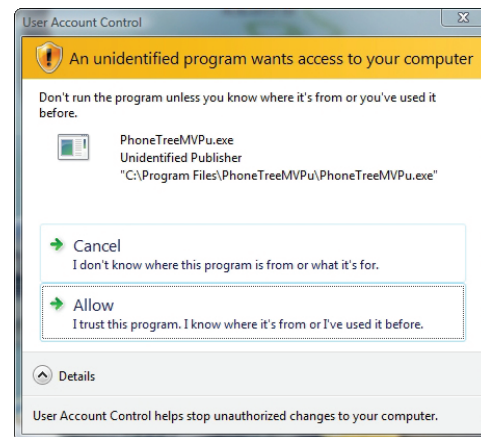 User Account Control
An unidentified program wants access to your computer
Don't run the program unless you know where it's from or you've used it
before.
PhoneTreeMVPu.exe
Unidentified Publisher
"C:\Program Files\PhoneTreeMVPu\PhoneTreeMVPu.exe"
Cancel
I don't know where this program is from or what it's for.
Allow
I trust this program. I know where it's from or I've used it before.
Details
User Account Control helps stop unauthorized changes to your computer.